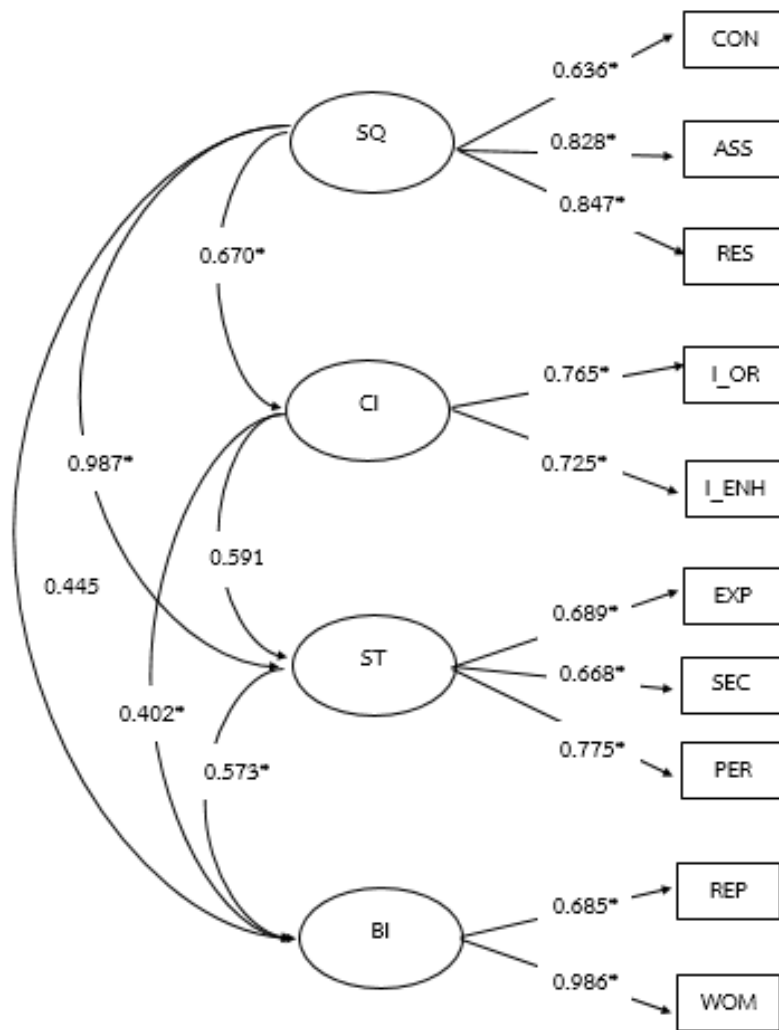 CON
0.636*
SQ
0.828*
ASS
0.847*
RES
0.670*
0.765*
I_OR
CI
0.987*
0.725*
I_ENH
0.591
0.445
0.689*
EXP
ST
0.668*
SEC
0.402*
0.573*
0.775*
PER
0.685*
REP
BI
0.986*
WOM